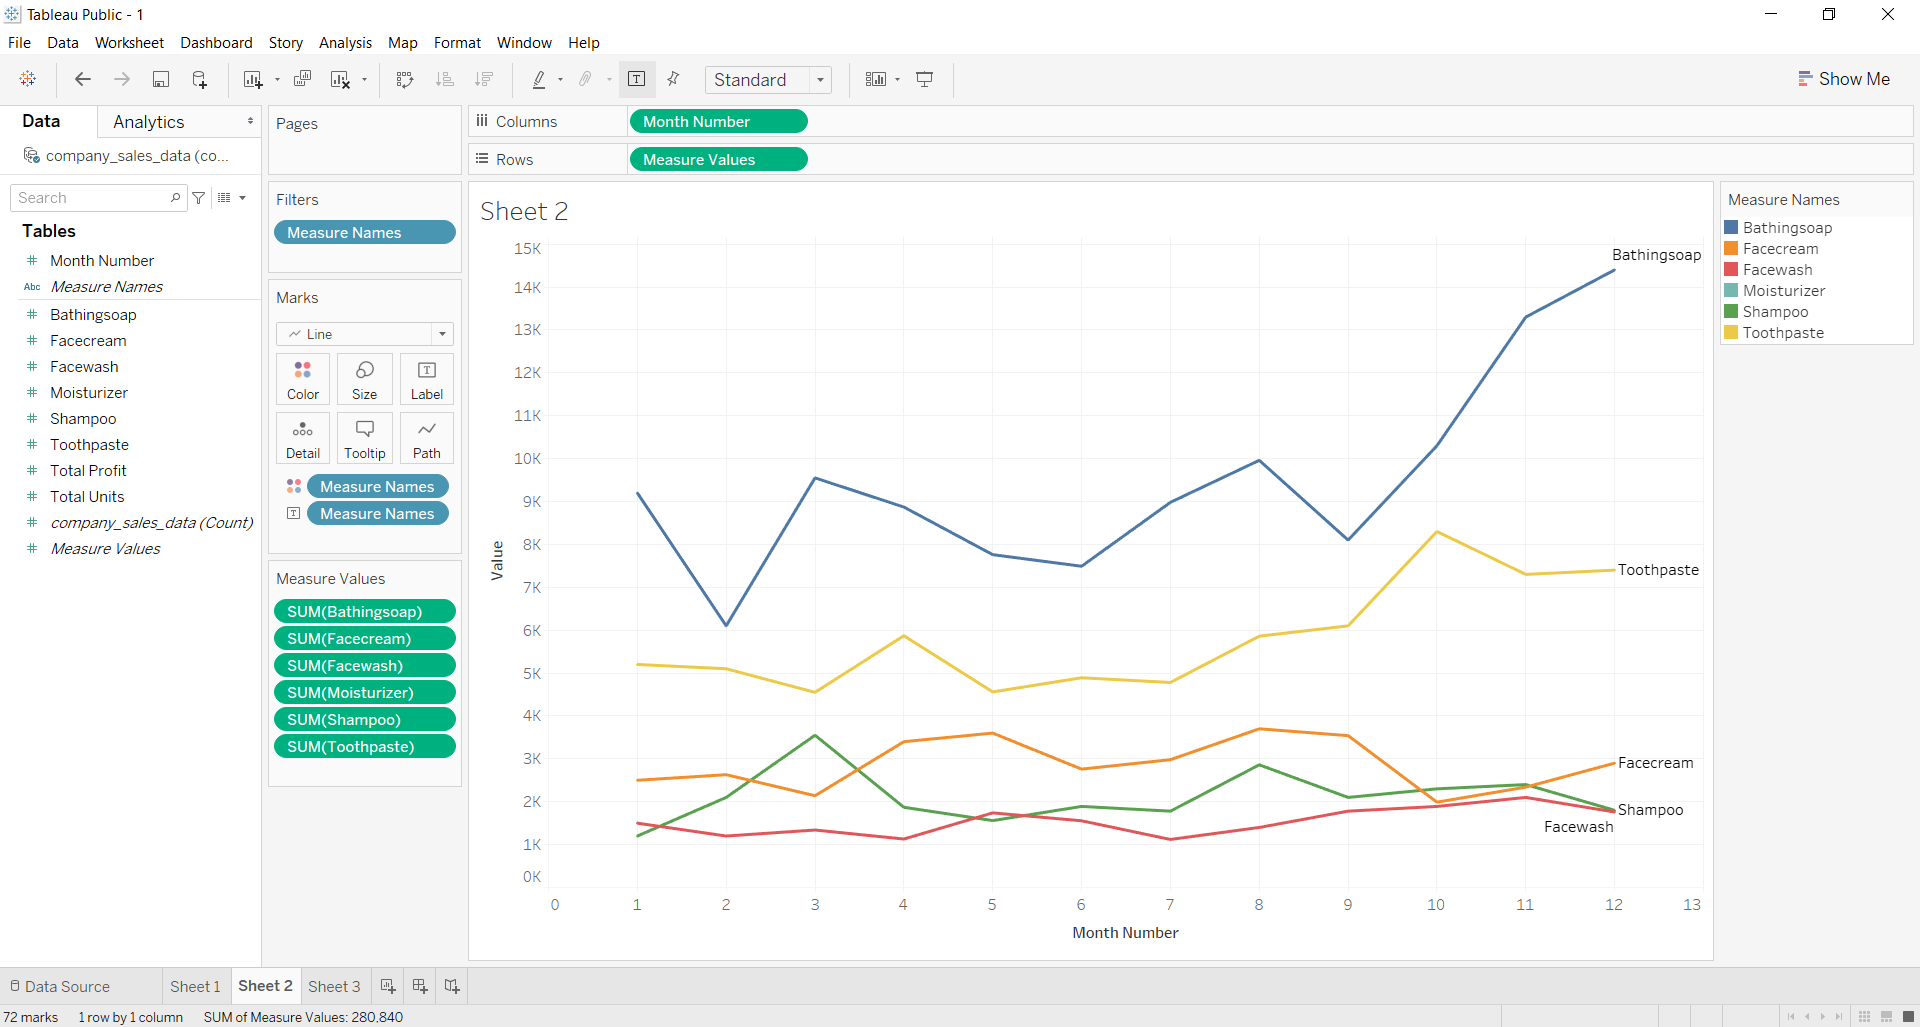 Tableau Public - 1
File Data Worksheet Dashboard Story Analysis Map Format Window Help
Standard
Show Me
Data Analytics
company_sales_data (co...
Search
Tables
Month Number
Abc Measure Names
Bathingsoap
Facecream
Facewash
Moisturizer
Shampoo
Toothpaste
Total Profit
Total Units
company_sales_data (Count)
Measure Values
Pages
Filters
Measure Names
Marks
Line
Color Size Label
Detail Tooltip Path
Measure Names
T Measure Names
Measure Values
SUM(Bathingsoap)
SUM(Facecream)
SUM(Facewash)
SUM(Moisturizer)
SUM(Shampoo)
SUM(Toothpaste)
Columns Month Number
Rows Measure Values
Sheet 2
15K
14K
13K
12K
11K
10K
9K
8K
7K
6K
5K
4K
3K
2K
1K
0K
Value
Bathingsoap
Toothpaste
Facecream
Shampoo
Facewash
0 1 2 3 4 5 6 7 8 9 10 11 12 13
Month Number
Measure Names
Bathingsoap
Facecream
Facewash
Moisturizer
Shampoo
Toothpaste
Data Source Sheet 1 Sheet 2 Sheet 3
72 marks 1 row by 1 column SUM of Measure Values: 280,840